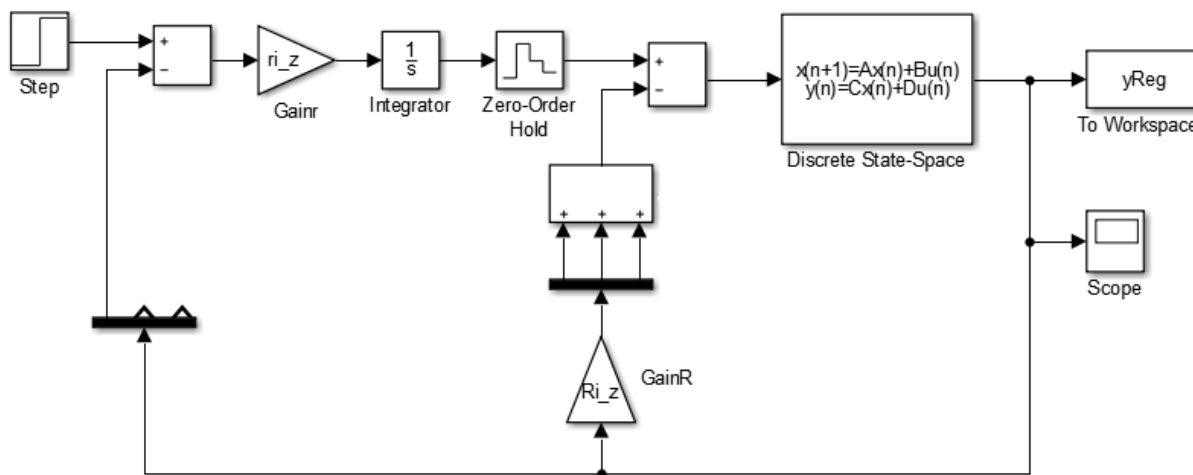 Step
+
−
ri_z
Gainr
1
s
Integrator
Zero-Order
Hold
+
−
x(n+1)=Ax(n)+Bu(n)
y(n)=Cx(n)+Du(n)
Discrete State-Space
yReg
To Workspace
+ + +
Scope
Ri_z
GainR